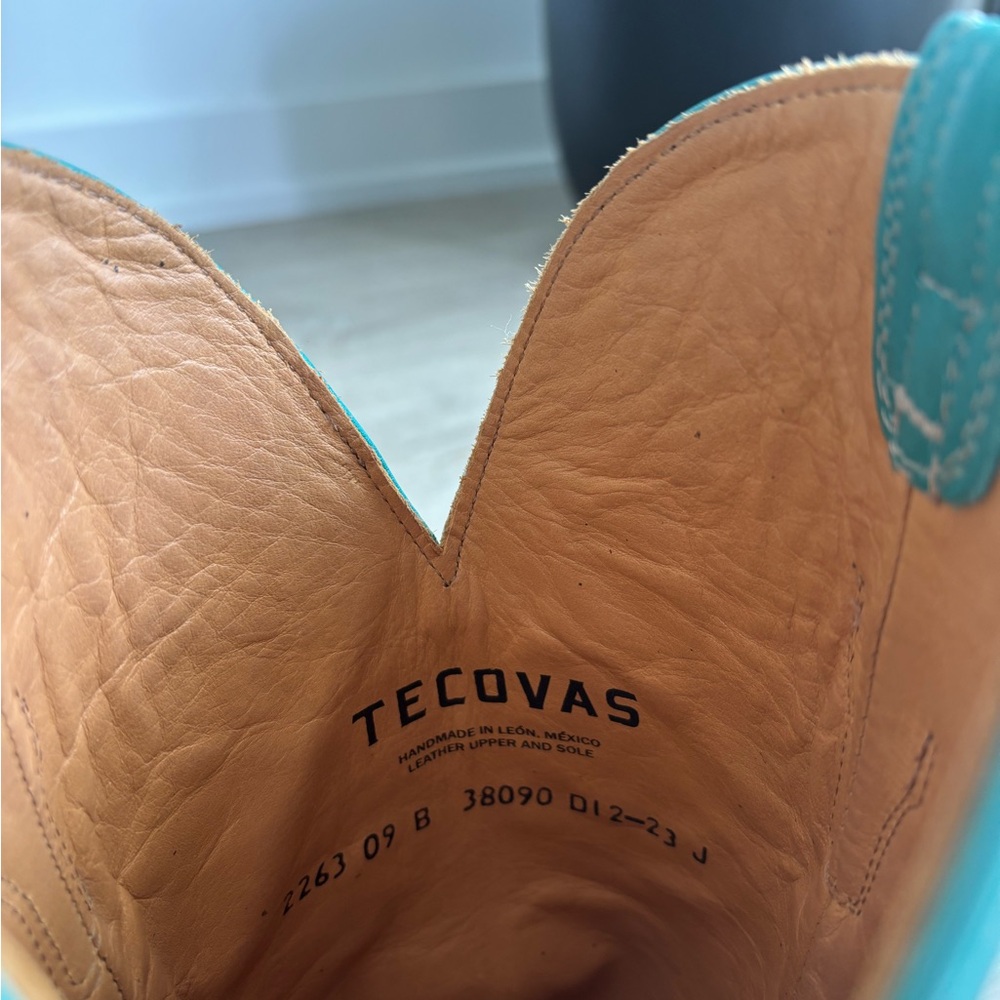 TECOVAS
HANDMADE IN LEÓN, MÉXICO
LEATHER UPPER AND SOLE
2263 09 B 38090 D12-23 J